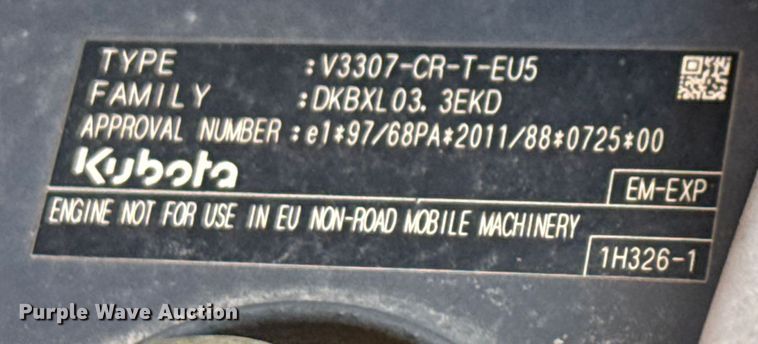 TYPE :V3307-CR-T-EU5
FAMILY :DKBXL03.3EKD
APPROVAL NUMBER :e1*97/68PA*2011/88*0725*00
Kubota
EM-EXP
ENGINE NOT FOR USE IN EU NON-ROAD MOBILE MACHINERY
1H326-1
Purple Wave Auction